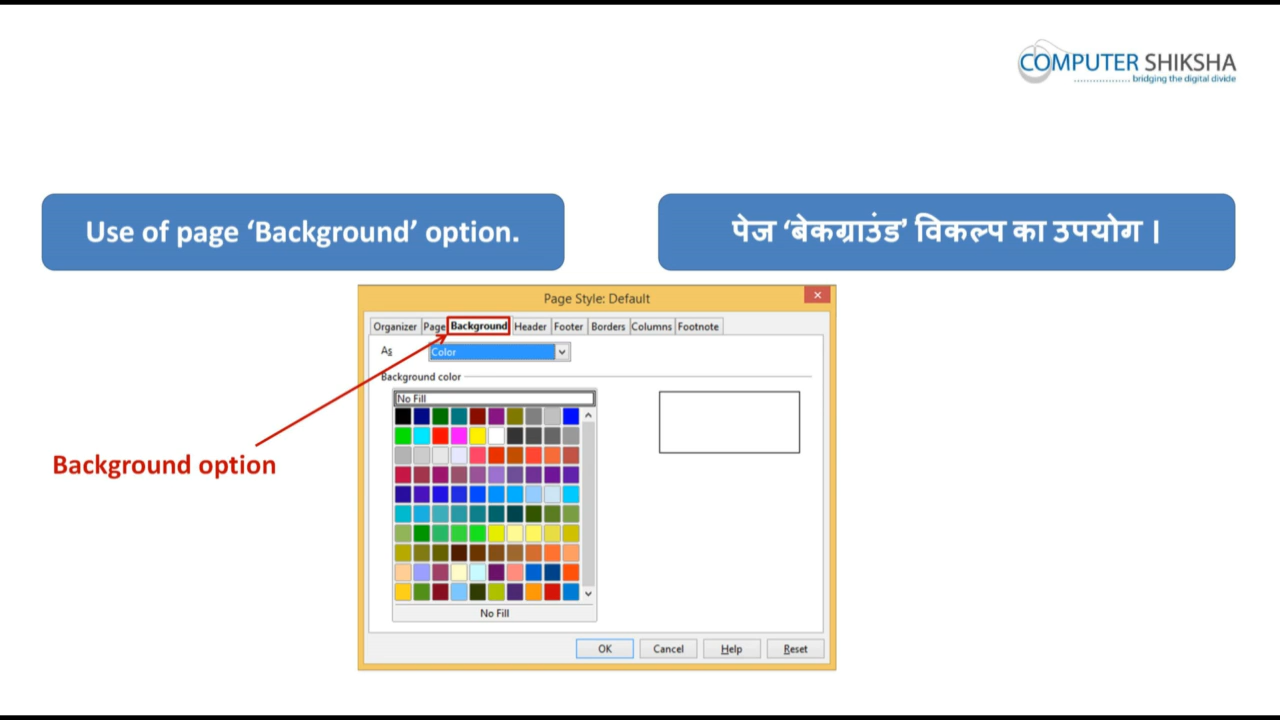 COMPUTER SHIKSHA
.................. bridging the digital divide
Use of page ‘Background’ option.
पेज ‘बेकग्राउंड’ विकल्प का उपयोग ।
Page Style: Default
Organizer Page Background Header Footer Borders Columns Footnote
As Color
Background color
No Fill
Background option
No Fill
OK Cancel Help Reset